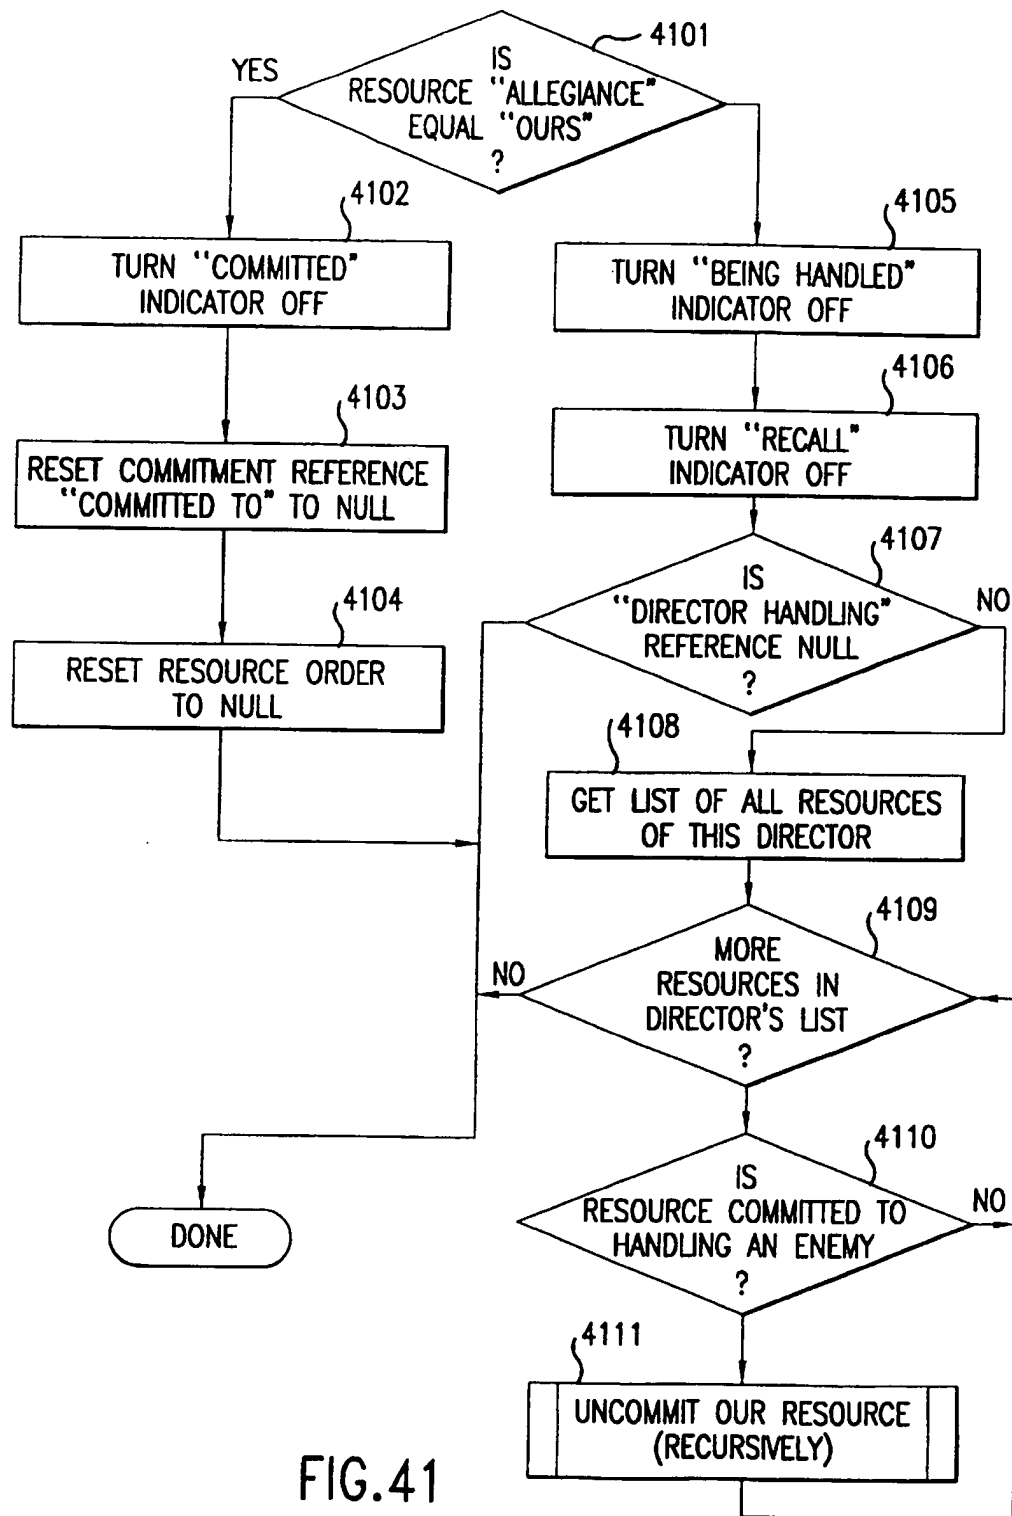 4101
IS
RESOURCE "ALLEGIANCE"
EQUAL "OURS"
?
YES
4102
TURN "COMMITTED"
INDICATOR OFF
4103
RESET COMMITMENT REFERENCE
"COMMITTED TO" TO NULL
4104
RESET RESOURCE ORDER
TO NULL
4105
TURN "BEING HANDLED"
INDICATOR OFF
4106
TURN "RECALL"
INDICATOR OFF
4107
IS
"DIRECTOR HANDLING"
REFERENCE NULL
?
NO
4108
GET LIST OF ALL RESOURCES
OF THIS DIRECTOR
4109
MORE
RESOURCES IN
DIRECTOR'S LIST
?
NO
4110
IS
RESOURCE COMMITTED TO
HANDLING AN ENEMY
?
NO
4111
UNCOMMIT OUR RESOURCE
(RECURSIVELY)
DONE
FIG.41